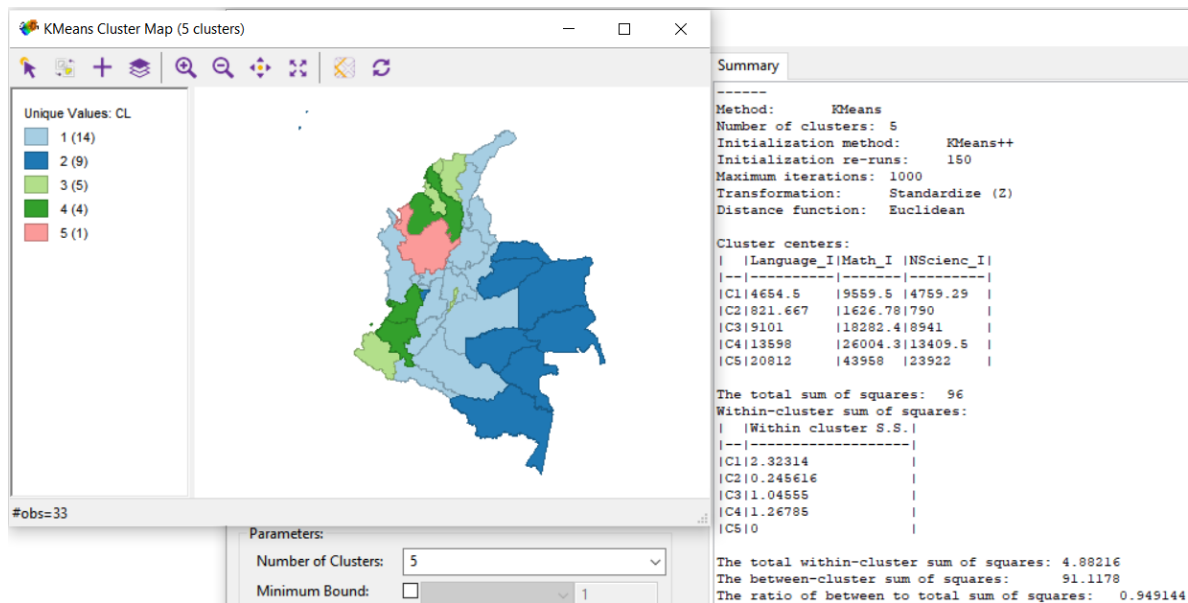 KMeans Cluster Map (5 clusters)
Unique Values: CL
1 (14)
2 (9)
3 (5)
4 (4)
5 (1)
#obs=33
Parameters:
Number of Clusters: 5
Minimum Bound: 1
Summary
------
Method: KMeans
Number of clusters: 5
Initialization method: KMeans++
Initialization re-runs: 150
Maximum iterations: 1000
Transformation: Standardize (Z)
Distance function: Euclidean
Cluster centers:
| |Language_I|Math_I |NScienc_I|
|--|----------|-------|---------|
|C1|4654.5 |9559.5 |4759.29 |
|C2|821.667 |1626.78|790 |
|C3|9101 |18282.4|8941 |
|C4|13598 |26004.3|13409.5 |
|C5|20812 |43958 |23922 |
The total sum of squares: 96
Within-cluster sum of squares:
| |Within cluster S.S.|
|--|-------------------|
|C1|2.32314 |
|C2|0.245616 |
|C3|1.04555 |
|C4|1.26785 |
|C5|0 |
The total within-cluster sum of squares: 4.88216
The between-cluster sum of squares: 91.1178
The ratio of between to total sum of squares: 0.949144